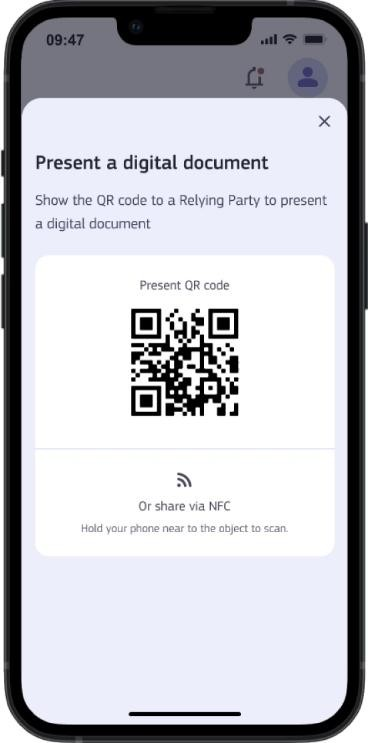 09:47
Present a digital document
Show the QR code to a Relying Party to present
a digital document
Present QR code
Or share via NFC
Hold your phone near to the object to scan.